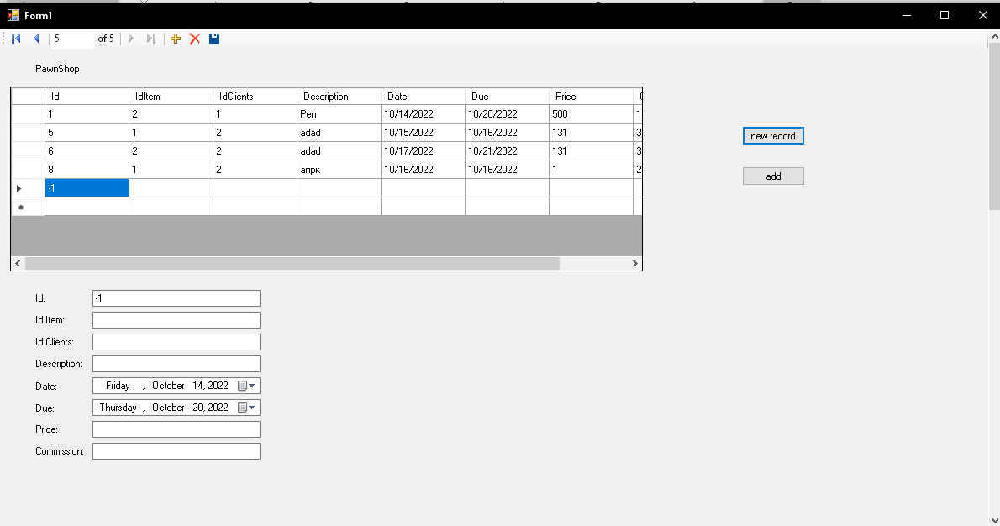 Form1
5 of 5
PawnShop
Id IdItem IdClients Description Date Due Price
1 2 1 Pen 10/14/2022 10/20/2022 500 1
5 1 2 adad 10/15/2022 10/16/2022 131 3
6 2 2 adad 10/17/2022 10/21/2022 131 3
8 1 2 апрк 10/16/2022 10/16/2022 1 2
-1
new record
add
Id: -1
Id Item:
Id Clients:
Description:
Date: Friday , October 14, 2022
Due: Thursday , October 20, 2022
Price:
Commission: